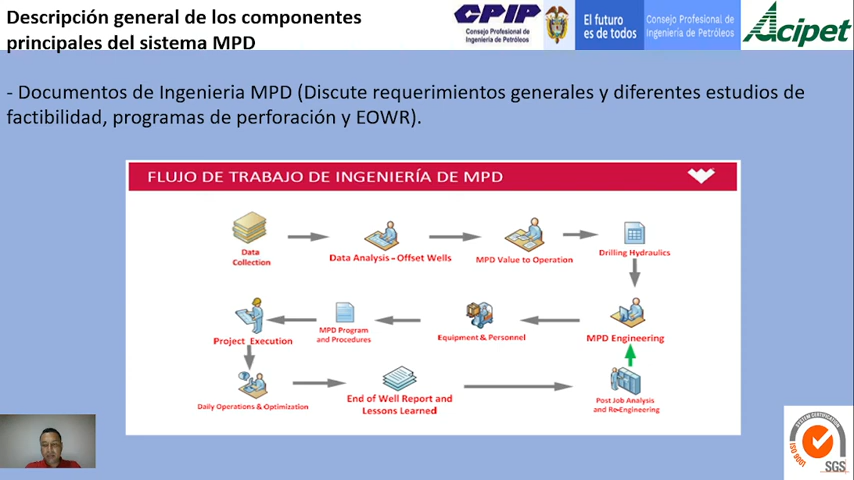 Descripción general de los componentes
principales del sistema MPD
CPIP
Consejo Profesional de
Ingeniería de Petróleos
El futuro
es de todos
Consejo Profesional de
Ingeniería de Petróleos
Acipet
- Documentos de Ingenieria MPD (Discute requerimientos generales y diferentes estudios de
factibilidad, programas de perforación y EOWR).
FLUJO DE TRABAJO DE INGENIERÍA DE MPD
Data
Collection
Data Analysis - Offset Wells
MPD Value to Operation
Drilling Hydraulics
Project Execution
MPD Program
and Procedures
Equipment & Personnel
MPD Engineering
Daily Operations & Optimization
End of Well Report and
Lessons Learned
Post Job Analysis
and Re-Engineering
SYSTEM CERTIFICATION
ISO 9001
SGS